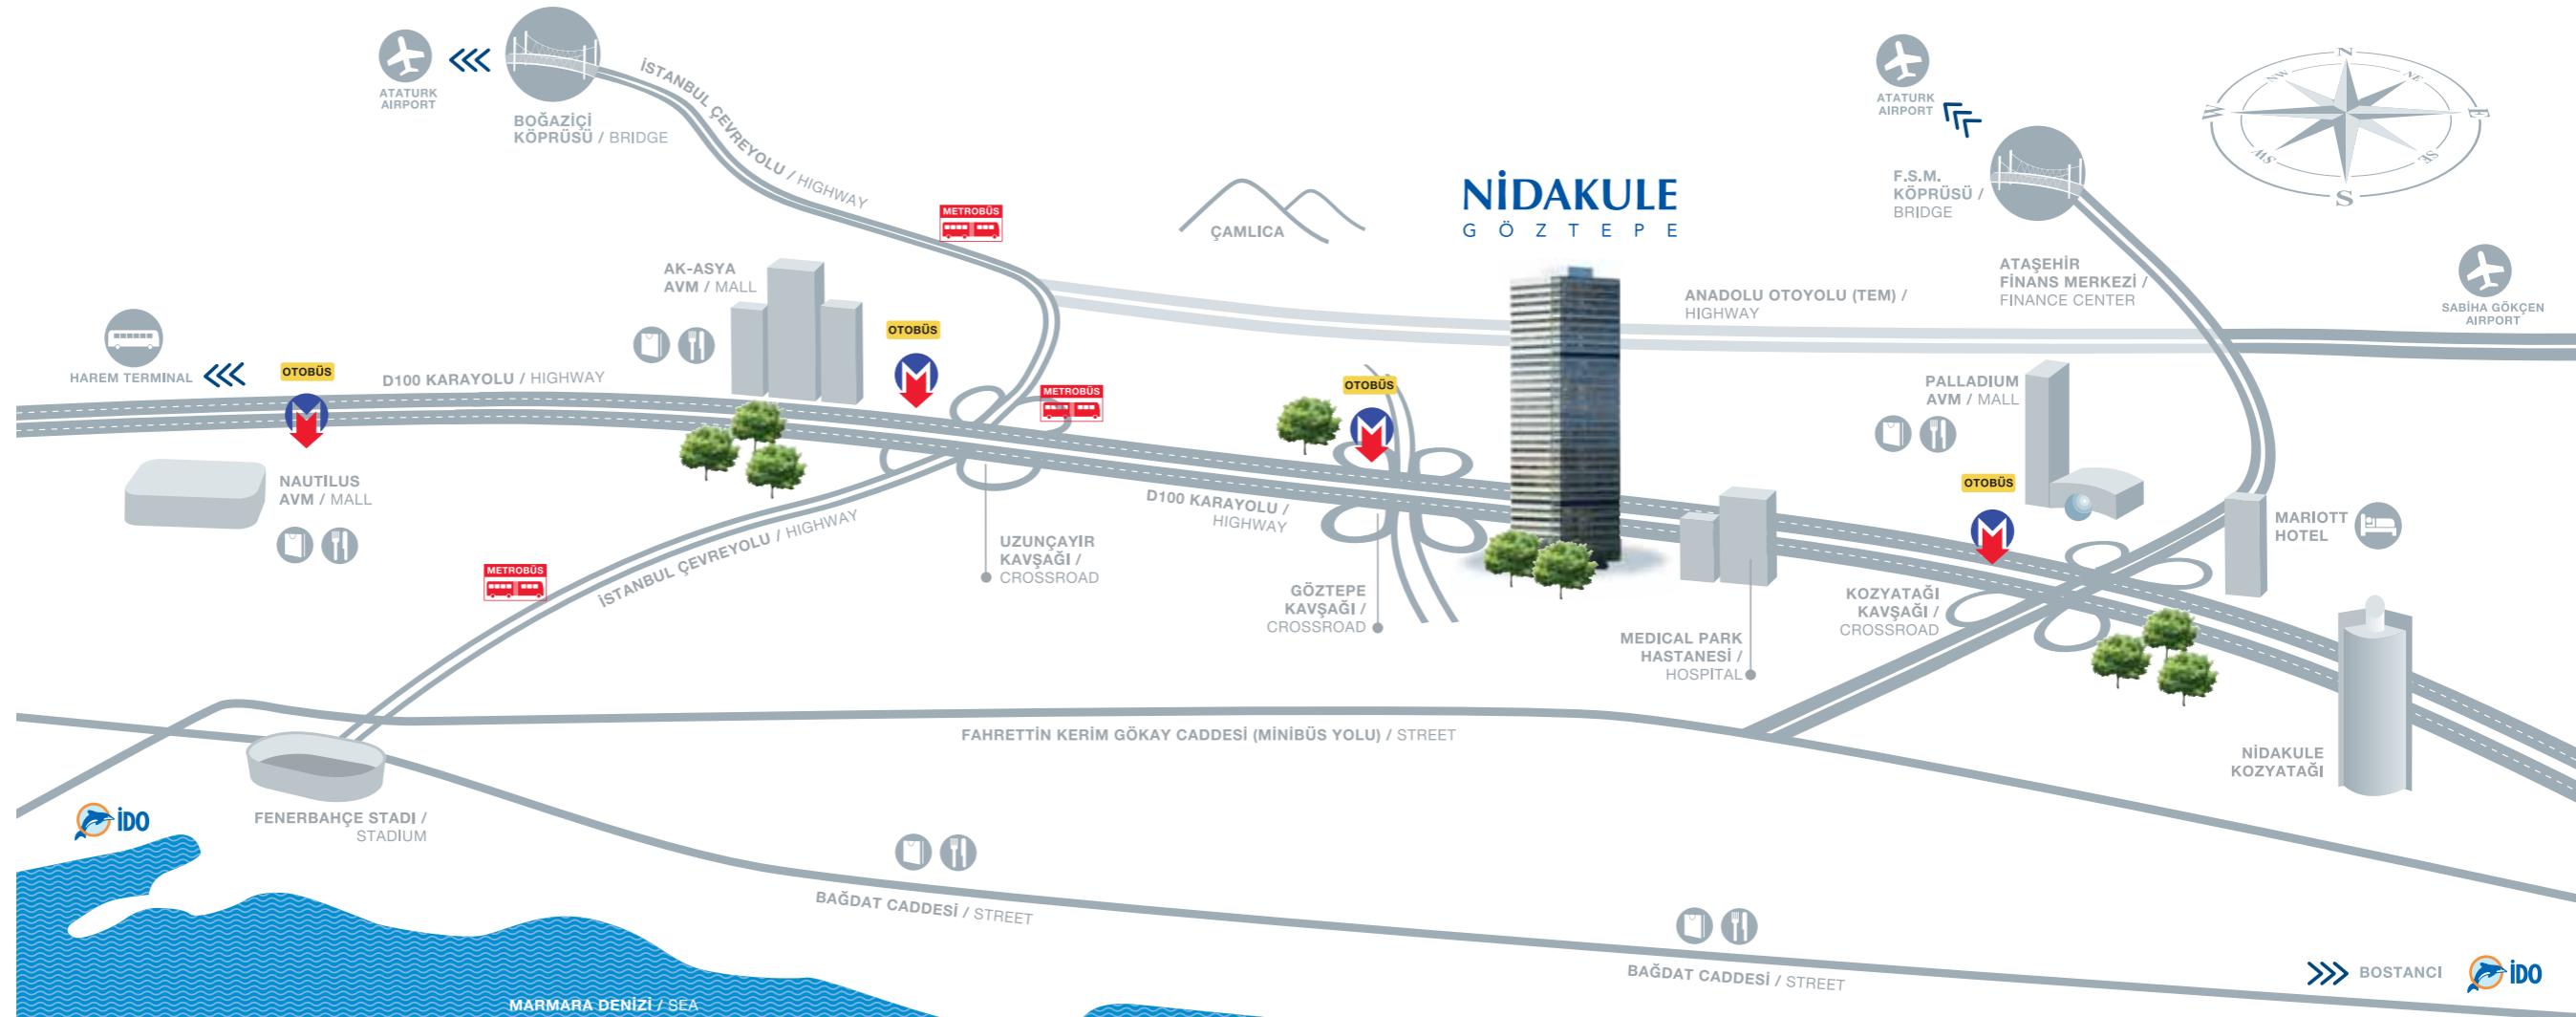 ATATURK
AIRPORT
BOĞAZİÇİ
KÖPRÜSÜ / BRIDGE
İSTANBUL ÇEVREYOLU / HIGHWAY
METROBÜS
ÇAMLICA
NİDAKULE
GÖZTEPE
ATATURK
AIRPORT
F.S.M.
KÖPRÜSÜ /
BRIDGE
N
NE
E
SE
S
SW
W
NW
AK-ASYA
AVM / MALL
ANADOLU OTOYOLU (TEM) /
HIGHWAY
ATAŞEHİR
FİNANS MERKEZİ /
FINANCE CENTER
SABİHA GÖKÇEN
AIRPORT
HAREM TERMINAL
OTOBÜS
D100 KARAYOLU / HIGHWAY
OTOBÜS
METROBÜS
OTOBÜS
PALLADIUM
AVM / MALL
NAUTİLUS
AVM / MALL
D100 KARAYOLU /
HIGHWAY
OTOBÜS
MARIOTT
HOTEL
METROBÜS
İSTANBUL ÇEVREYOLU / HIGHWAY
UZUNÇAYIR
KAVŞAĞI /
CROSSROAD
GÖZTEPE
KAVŞAĞI /
CROSSROAD
MEDICAL PARK
HASTANESİ /
HOSPİTAL
KOZYATAĞI
KAVŞAĞI /
CROSSROAD
FAHRETTİN KERİM GÖKAY CADDESİ (MİNİBÜS YOLU) / STREET
NİDAKULE
KOZYATAĞI
İDO
FENERBAHÇE STADI /
STADIUM
BAĞDAT CADDESİ / STREET
BAĞDAT CADDESİ / STREET
BOSTANCI
İDO
MARMARA DENİZİ / SEA